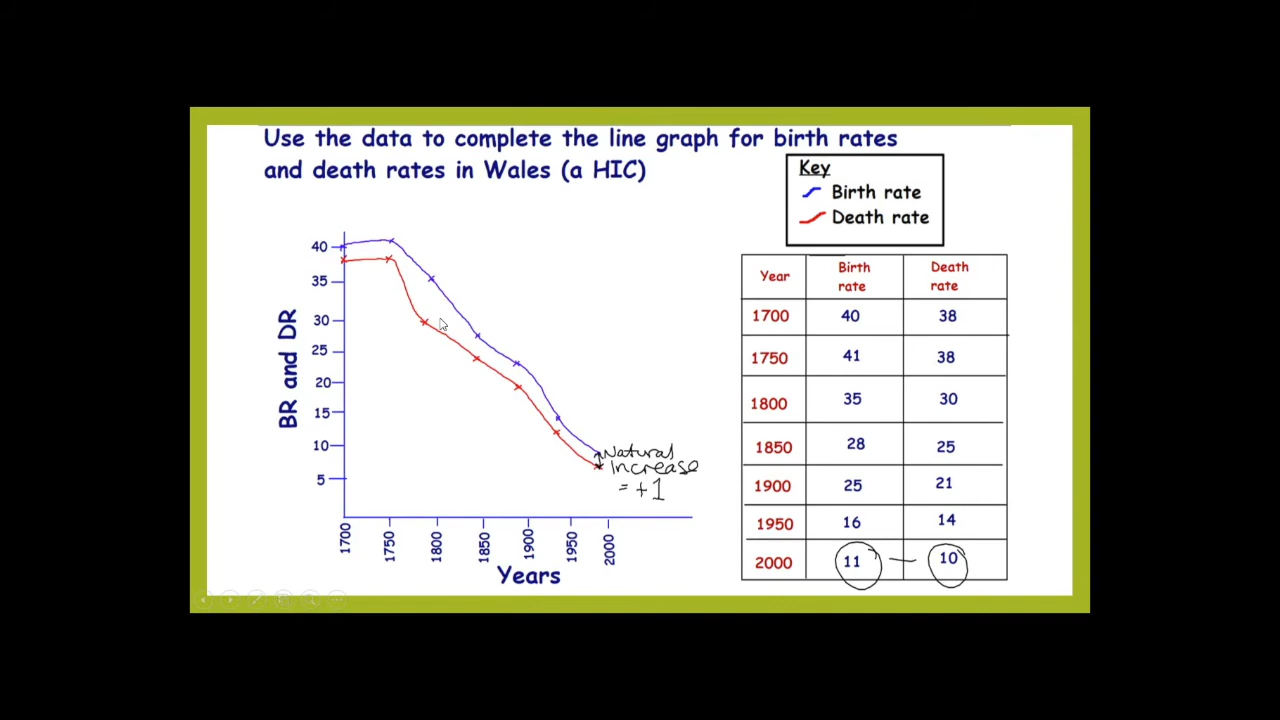 Use the data to complete the line graph for birth rates
and death rates in Wales (a HIC)
Key
Birth rate
Death rate
BR and DR
40
35
30
25
20
15
10
5
1700
1750
1800
1850
1900
1950
2000
Years
Natural
increase
= +1
Year Birth rate Death rate
1700 40 38
1750 41 38
1800 35 30
1850 28 25
1900 25 21
1950 16 14
2000 11 — 10